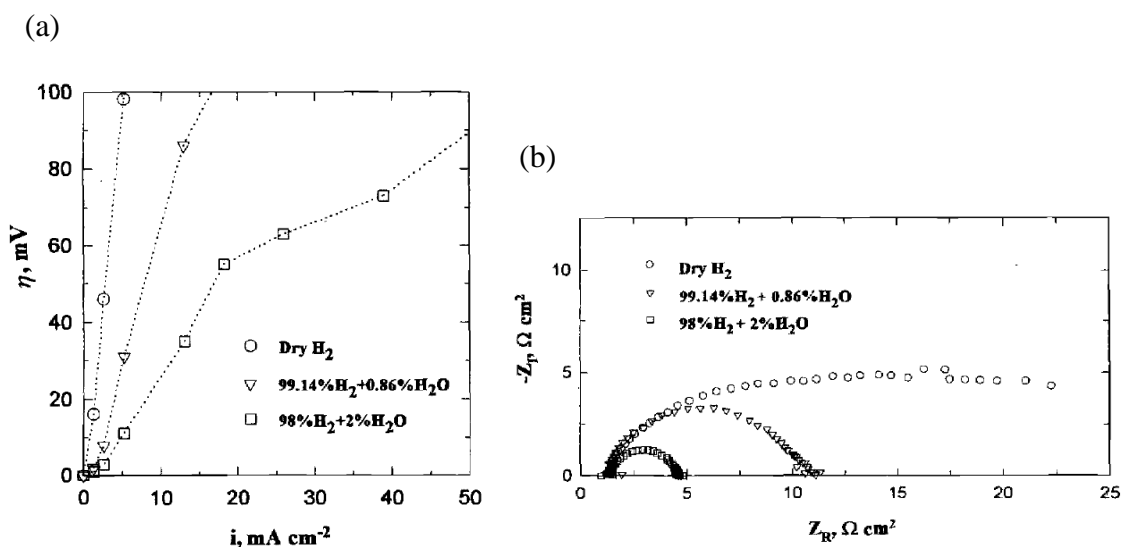 (a)
100
80
60
40
20
0
η, mV
Dry H2
99.14%H2+0.86%H2O
98%H2+2%H2O
0 10 20 30 40 50
i, mA cm-2
(b)
10
5
0
-ZI, Ω cm2
Dry H2
99.14%H2 + 0.86%H2O
98%H2 + 2%H2O
0 5 10 15 20 25
ZR, Ω cm2